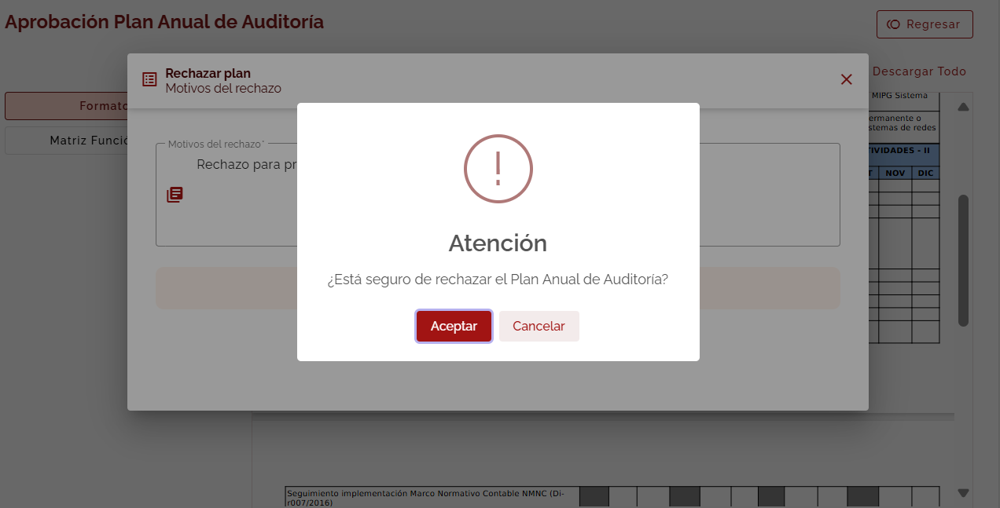 Aprobación Plan Anual de Auditoría
Regresar
Descargar Todo
Rechazar plan
Motivos del rechazo
Formato
Matriz Funció
MIPG Sistema
ermanente o
stemas de redes
TIVIDADES - II
T NOV DIC
Motivos del rechazo*
Rechazo para pr
!
Atención
¿Está seguro de rechazar el Plan Anual de Auditoría?
Aceptar
Cancelar
Seguimiento implementación Marco Normativo Contable NMNC (Di-
r007/2016)